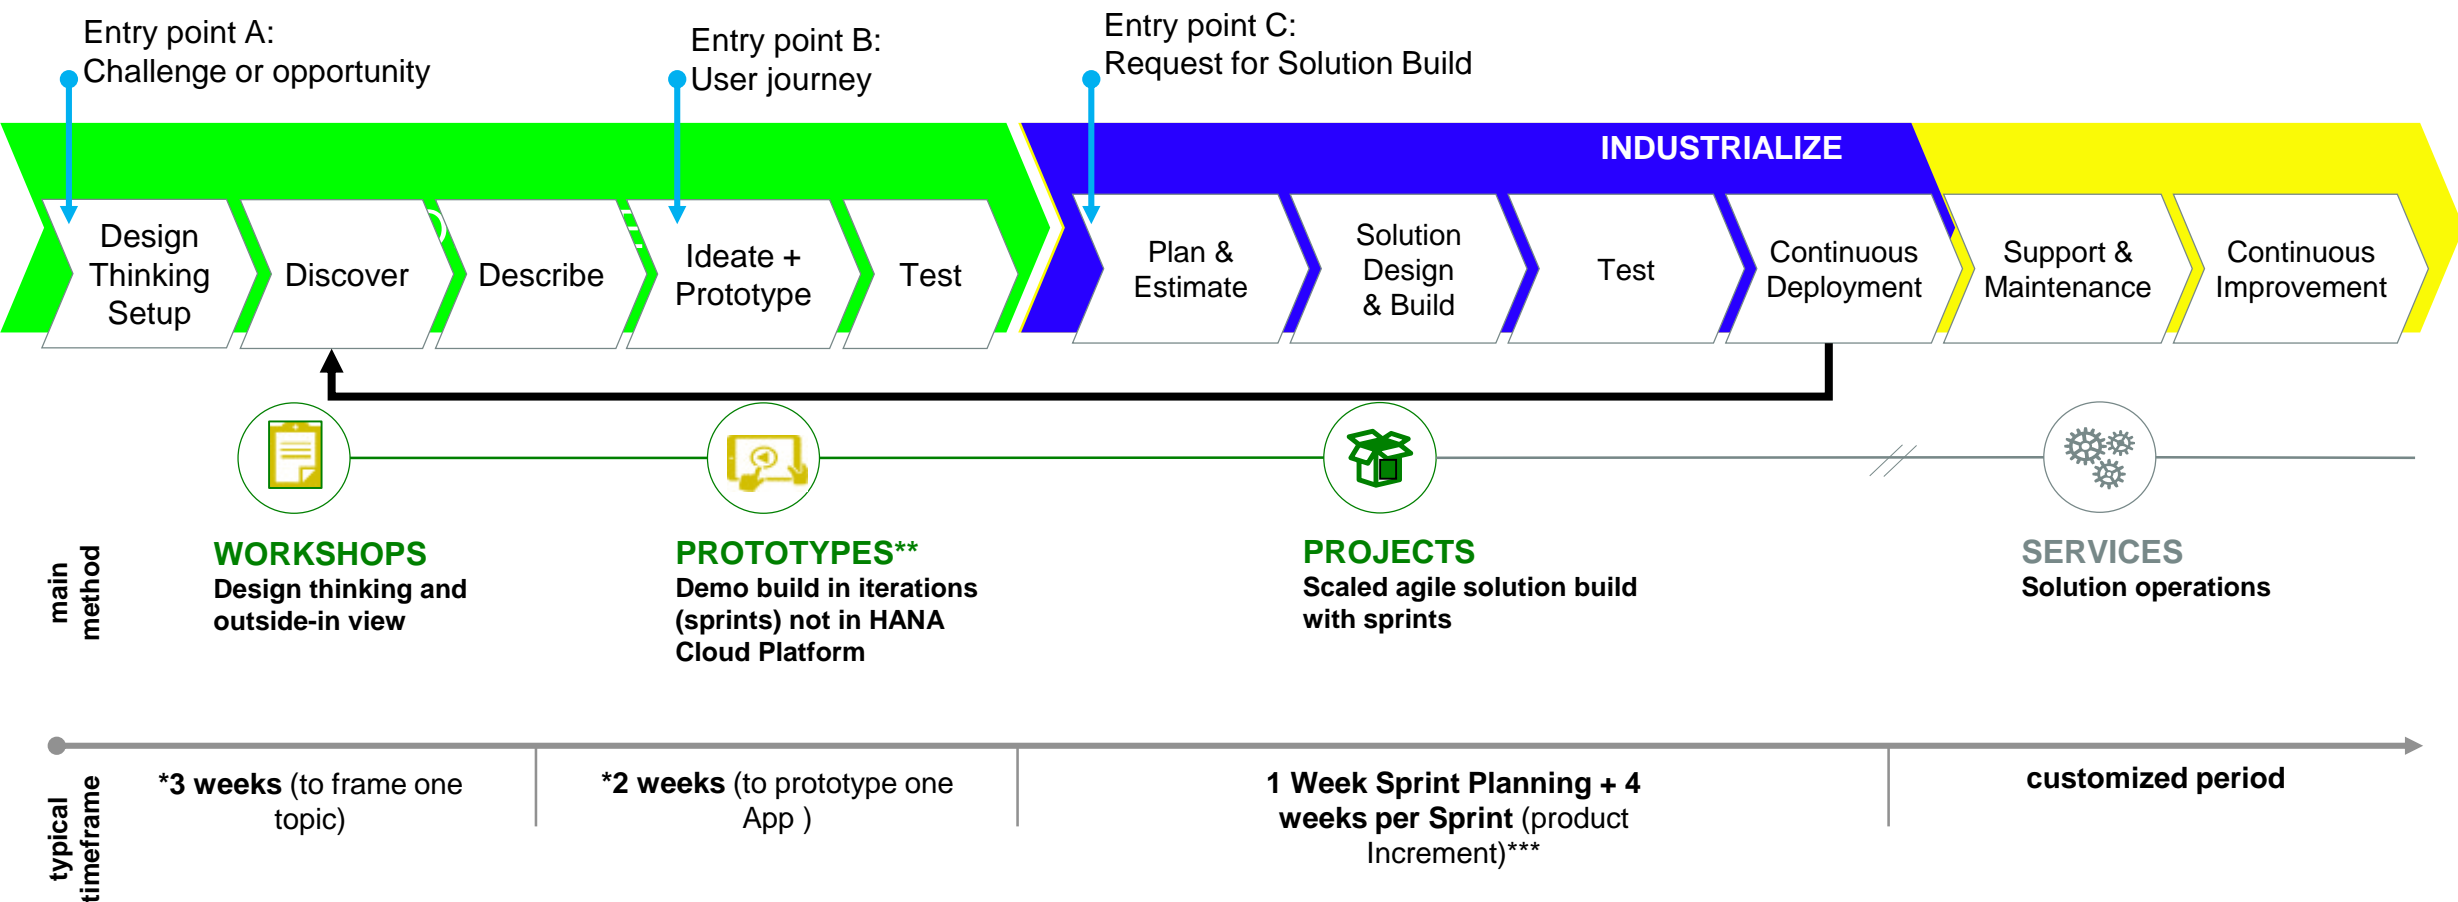 Entry point A:
Challenge or opportunity
Entry point B:
User journey
Entry point C:
Request for Solution Build
INDUSTRIALIZE
Design
Thinking
Setup
Discover
Describe
Ideate +
Prototype
Test
Plan &
Estimate
Solution
Design
& Build
Test
Continuous
Deployment
Support &
Maintenance
Continuous
Improvement
main
method
WORKSHOPS
Design thinking and
outside-in view
PROTOTYPES**
Demo build in iterations
(sprints) not in HANA
Cloud Platform
PROJECTS
Scaled agile solution build
with sprints
SERVICES
Solution operations
typical
timeframe
*3 weeks (to frame one
topic)
*2 weeks (to prototype one
App )
1 Week Sprint Planning + 4
weeks per Sprint (product
Increment)***
customized period